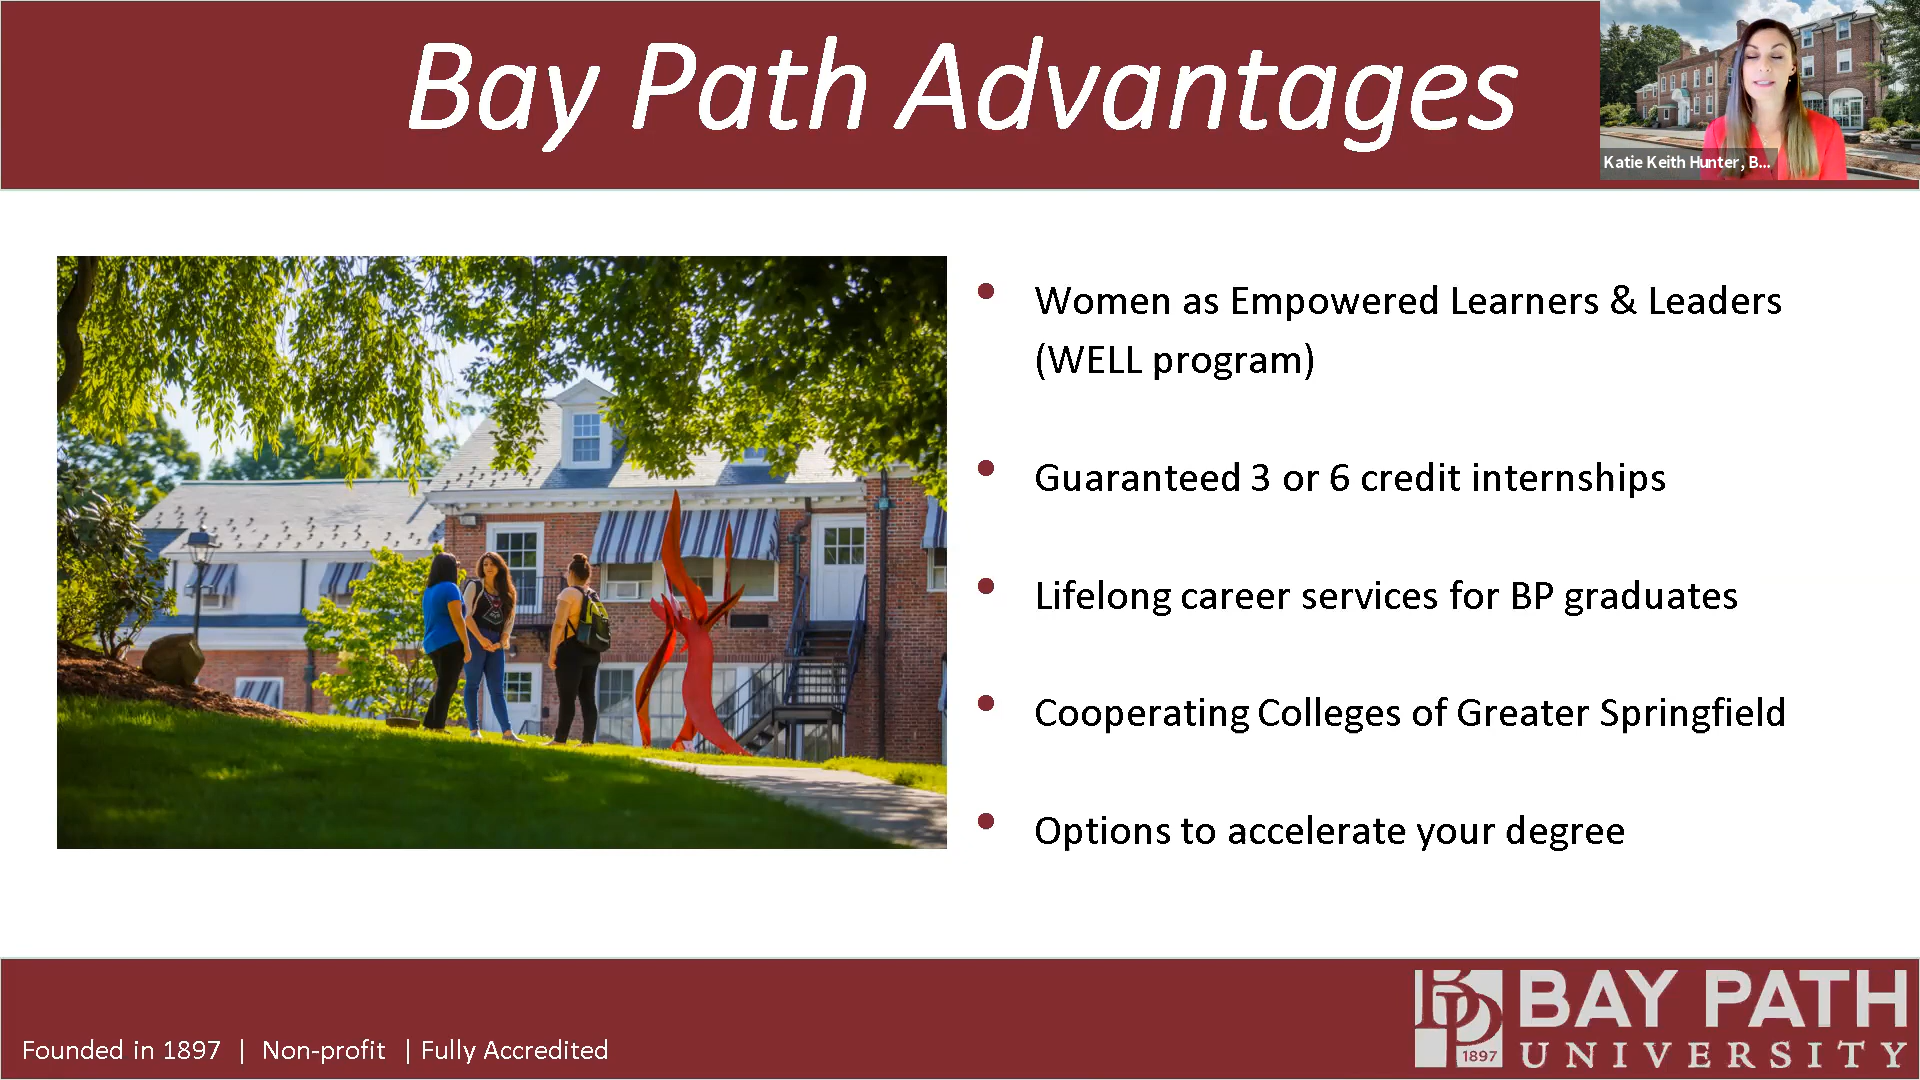 Bay Path Advantages
Katie Keith Hunter, B...
• Women as Empowered Learners & Leaders
(WELL program)
• Guaranteed 3 or 6 credit internships
• Lifelong career services for BP graduates
• Cooperating Colleges of Greater Springfield
• Options to accelerate your degree
Founded in 1897 | Non-profit | Fully Accredited
BP
1897
BAY PATH
UNIVERSITY